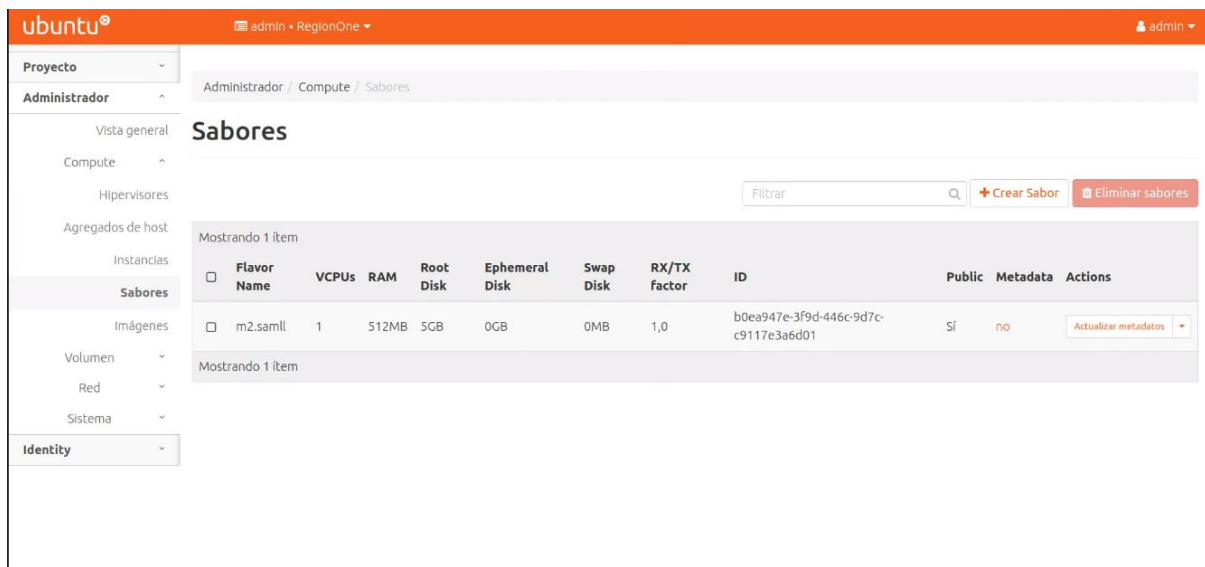 ubuntu
admin • RegionOne
admin
Proyecto
Administrador
Vista general
Compute
Hipervisores
Agregados de host
Instancias
Sabores
Imágenes
Volumen
Red
Sistema
Identity
Administrador / Compute / Sabores
Sabores
Filtrar
Crear Sabor
Eliminar sabores
Mostrando 1 ítem
Flavor Name VCPUs RAM Root Disk Ephemeral Disk Swap Disk RX/TX factor ID Public Metadata Actions
m2.samll 1 512MB 5GB 0GB 0MB 1,0 b0ea947e-3f9d-446c-9d7c-c9117e3a6d01 Sí no Actualizar metadatos
Mostrando 1 ítem